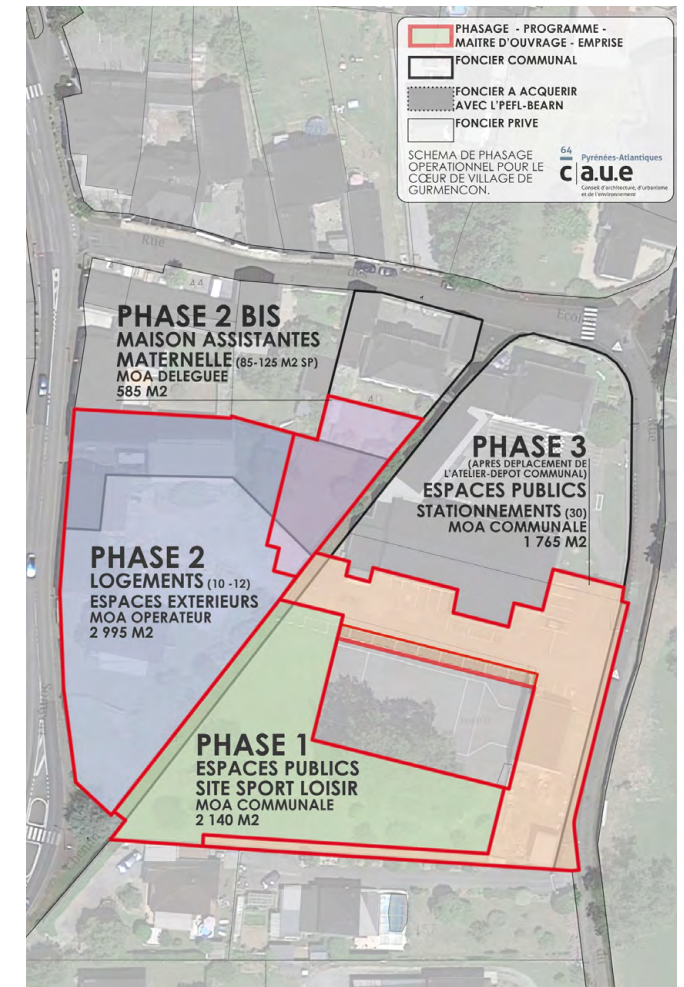 PHASAGE - PROGRAMME -
MAITRE D'OUVRAGE - EMPRISE
FONCIER COMMUNAL
FONCIER A ACQUERIR
AVEC L'PEFL-BEARN
FONCIER PRIVE
SCHEMA DE PHASAGE
OPERATIONNEL POUR LE
CŒUR DE VILLAGE DE
GURMENCON.
64
Pyrénées-Atlantiques
c|a.u.e
Conseil d'architecture, d'urbanisme
et de l'environnement
Rue
des
Ecol
44
40
PHASE 2 BIS
MAISON ASSISTANTES
MATERNELLE (85-125 M2 SP)
MOA DELEGUEE
585 M2
PHASE 3
(APRES DEPLACEMENT DE
L'ATELIER-DEPOT COMMUNAL)
ESPACES PUBLICS
STATIONNEMENTS (30)
MOA COMMUNALE
1 765 M2
PHASE 2
LOGEMENTS (10 -12)
ESPACES EXTERIEURS
MOA OPERATEUR
2 995 M2
PHASE 1
ESPACES PUBLICS
SITE SPORT LOISIR
MOA COMMUNALE
2 140 M2